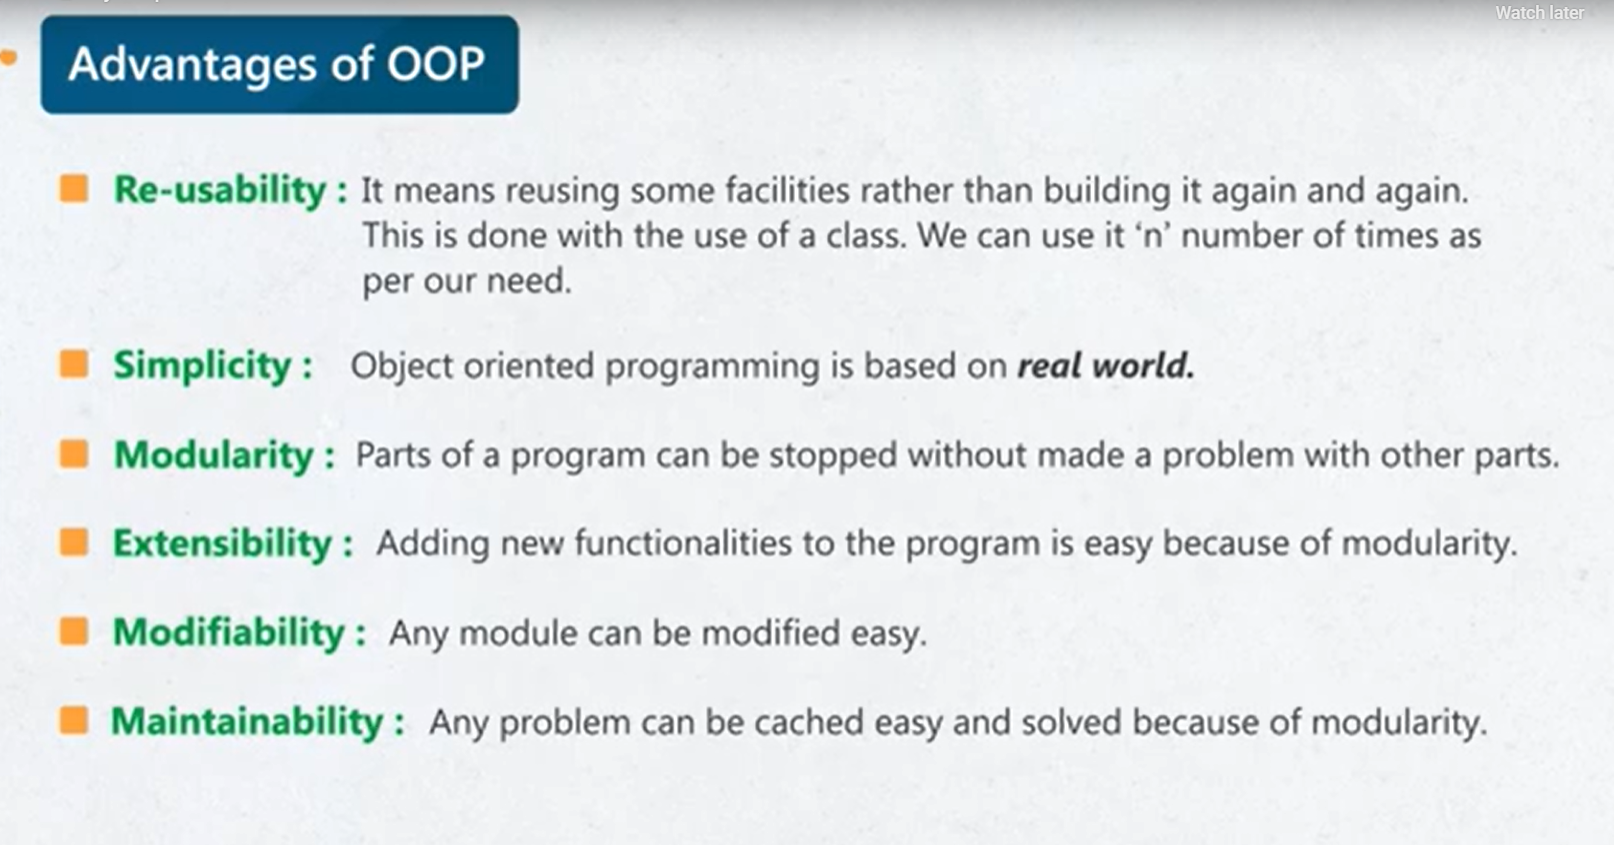 Watch later
Advantages of OOP
Re-usability : It means reusing some facilities rather than building it again and again.
This is done with the use of a class. We can use it ‘n’ number of times as
per our need.
Simplicity : Object oriented programming is based on real world.
Modularity : Parts of a program can be stopped without made a problem with other parts.
Extensibility : Adding new functionalities to the program is easy because of modularity.
Modifiability : Any module can be modified easy.
Maintainability : Any problem can be cached easy and solved because of modularity.